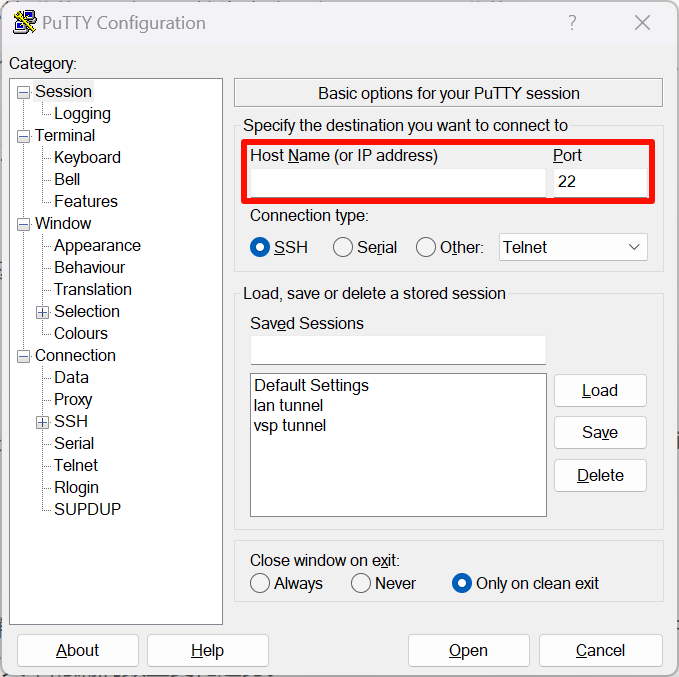 PuTTY Configuration
?
Category:
Session
Logging
Terminal
Keyboard
Bell
Features
Window
Appearance
Behaviour
Translation
Selection
Colours
Connection
Data
Proxy
SSH
Serial
Telnet
Rlogin
SUPDUP
Basic options for your PuTTY session
Specify the destination you want to connect to
Host Name (or IP address) Port
22
Connection type:
SSH Serial Other: Telnet
Load, save or delete a stored session
Saved Sessions
Default Settings
lan tunnel
vsp tunnel
Load
Save
Delete
Close window on exit:
Always Never Only on clean exit
About Help Open Cancel